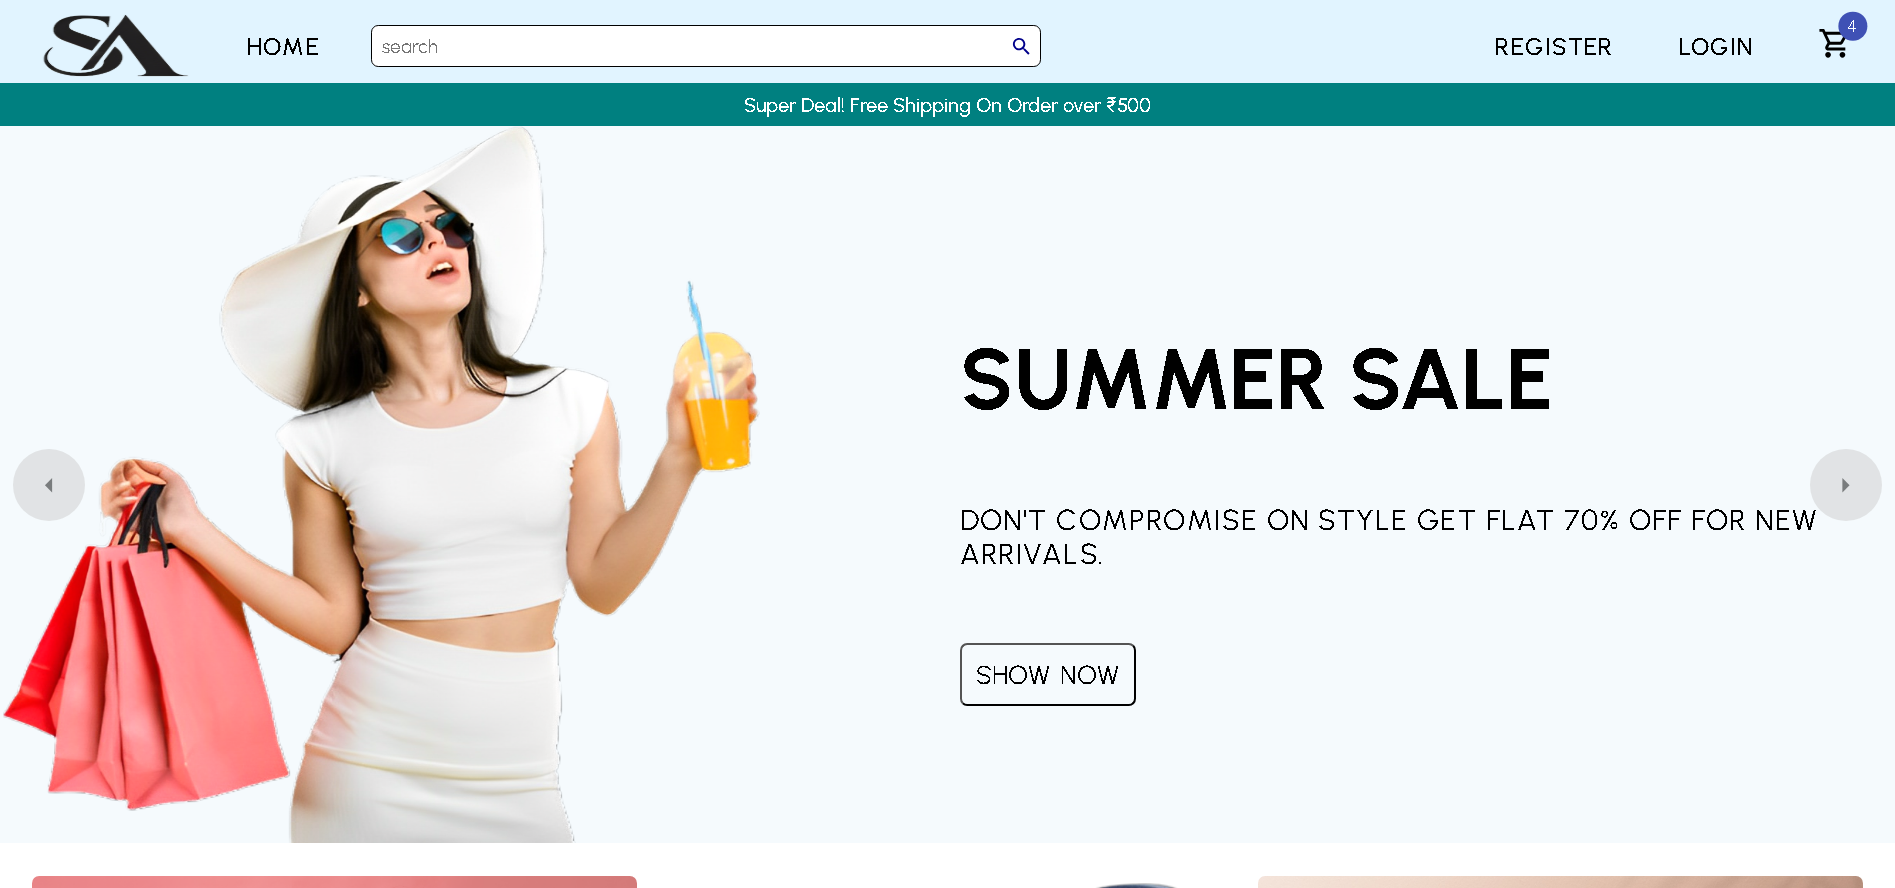 SA
HOME
search
REGISTER
LOGIN
4
Super Deal! Free Shipping On Order over ₹500
SUMMER SALE
DON'T COMPROMISE ON STYLE GET FLAT 70% OFF FOR NEW
ARRIVALS.
SHOW NOW